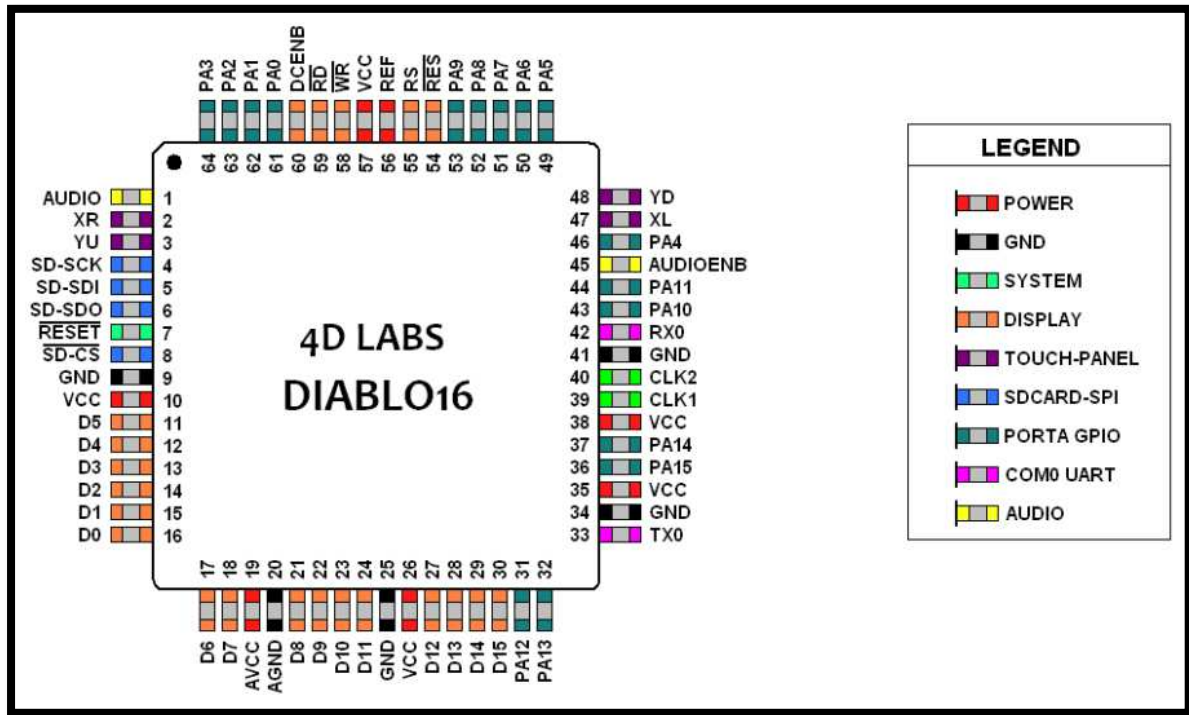 PA3 PA2 PA1 PA0 DCENB RD WR VCC REF RS RES PA9 PA8 PA7 PA6 PA5
64 63 62 61 60 59 58 57 56 55 54 53 52 51 50 49
AUDIO 1
XR 2
YU 3
SD-SCK 4
SD-SDI 5
SD-SDO 6
RESET 7
SD-CS 8
GND 9
VCC 10
D5 11
D4 12
D3 13
D2 14
D1 15
D0 16
4D LABS
DIABLO16
48 YD
47 XL
46 PA4
45 AUDIOENB
44 PA11
43 PA10
42 RX0
41 GND
40 CLK2
39 CLK1
38 VCC
37 PA14
36 PA15
35 VCC
34 GND
33 TX0
17 18 19 20 21 22 23 24 25 26 27 28 29 30 31 32
D6 D7 AVCC AGND D8 D9 D10 D11 GND VCC D12 D13 D14 D15 PA12 PA13
LEGEND
POWER
GND
SYSTEM
DISPLAY
TOUCH-PANEL
SDCARD-SPI
PORTA GPIO
COM0 UART
AUDIO